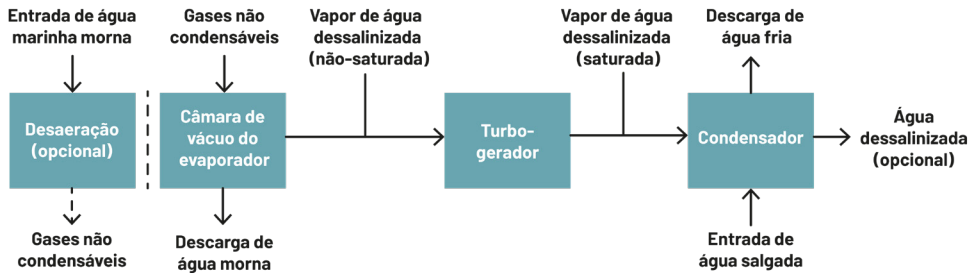 Entrada de água
marinha morna
Gases não
condensáveis
Vapor de água
dessalinizada
(não-saturada)
Vapor de água
dessalinizada
(saturada)
Descarga de
água fria
Desaeração
(opcional)
Câmara de
vácuo do
evaporador
Turbo-
gerador
Condensador
Água
dessalinizada
(opcional)
Gases não
condensáveis
Descarga de
água morna
Entrada de
água salgada